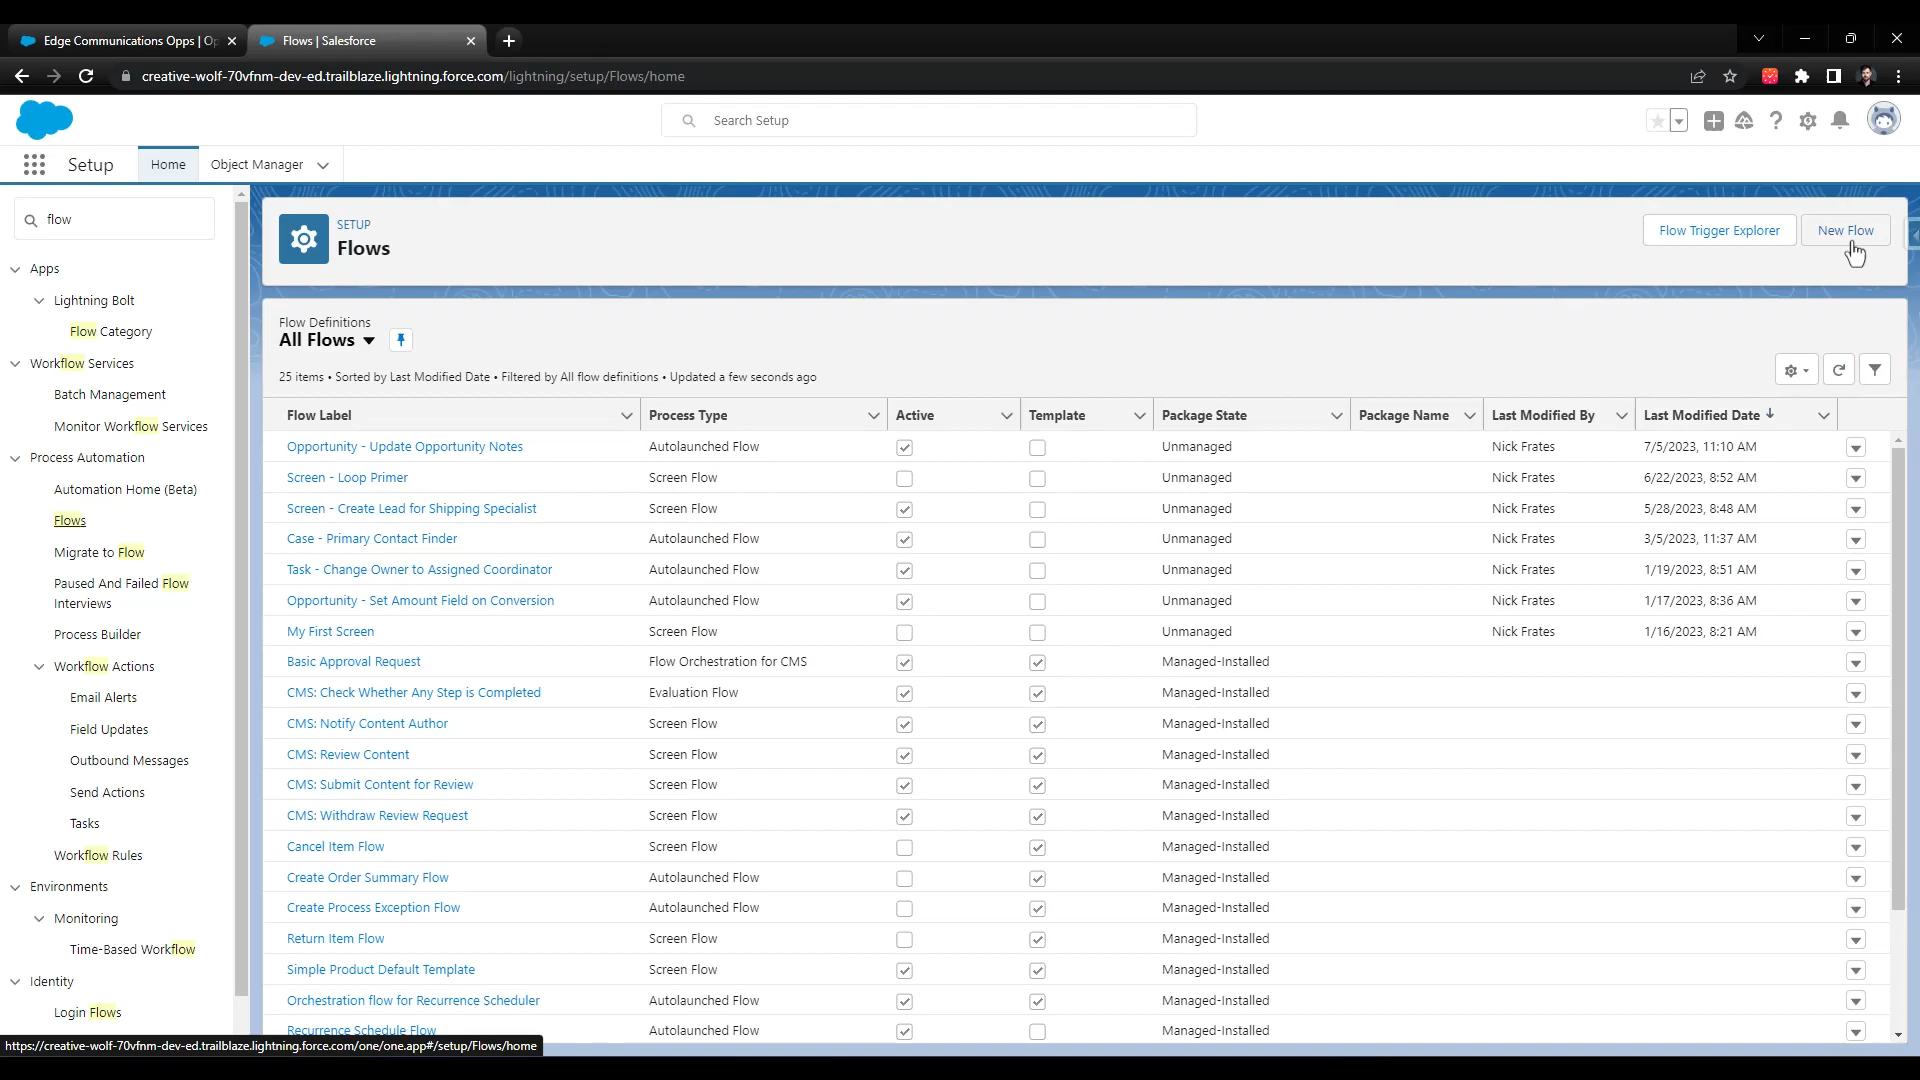 Edge Communications Opps | Op
Flows | Salesforce
creative-wolf-70vfnm-dev-ed.trailblaze.lightning.force.com/lightning/setup/Flows/home
Search Setup
Setup
Home
Object Manager
flow
Apps
Lightning Bolt
Flow Category
Workflow Services
Batch Management
Monitor Workflow Services
Process Automation
Automation Home (Beta)
Flows
Migrate to Flow
Paused And Failed Flow
Interviews
Process Builder
Workflow Actions
Email Alerts
Field Updates
Outbound Messages
Send Actions
Tasks
Workflow Rules
Environments
Monitoring
Time-Based Workflow
Identity
Login Flows
SETUP
Flows
Flow Trigger Explorer
New Flow
Flow Definitions
All Flows
25 items • Sorted by Last Modified Date • Filtered by All flow definitions • Updated a few seconds ago
Flow Label Process Type Active Template Package State Package Name Last Modified By Last Modified Date
Opportunity - Update Opportunity Notes Autolaunched Flow Unmanaged Nick Frates 7/5/2023, 11:10 AM
Screen - Loop Primer Screen Flow Unmanaged Nick Frates 6/22/2023, 8:52 AM
Screen - Create Lead for Shipping Specialist Screen Flow Unmanaged Nick Frates 5/28/2023, 8:48 AM
Case - Primary Contact Finder Autolaunched Flow Unmanaged Nick Frates 3/5/2023, 11:37 AM
Task - Change Owner to Assigned Coordinator Autolaunched Flow Unmanaged Nick Frates 1/19/2023, 8:51 AM
Opportunity - Set Amount Field on Conversion Autolaunched Flow Unmanaged Nick Frates 1/17/2023, 8:36 AM
My First Screen Screen Flow Unmanaged Nick Frates 1/16/2023, 8:21 AM
Basic Approval Request Flow Orchestration for CMS Managed-Installed
CMS: Check Whether Any Step is Completed Evaluation Flow Managed-Installed
CMS: Notify Content Author Screen Flow Managed-Installed
CMS: Review Content Screen Flow Managed-Installed
CMS: Submit Content for Review Screen Flow Managed-Installed
CMS: Withdraw Review Request Screen Flow Managed-Installed
Cancel Item Flow Screen Flow Managed-Installed
Create Order Summary Flow Autolaunched Flow Managed-Installed
Create Process Exception Flow Autolaunched Flow Managed-Installed
Return Item Flow Screen Flow Managed-Installed
Simple Product Default Template Screen Flow Managed-Installed
Orchestration flow for Recurrence Scheduler Autolaunched Flow Managed-Installed
Recurrence Schedule Flow Autolaunched Flow Managed-Installed
https://creative-wolf-70vfnm-dev-ed.trailblaze.lightning.force.com/one/one.app#/setup/Flows/home